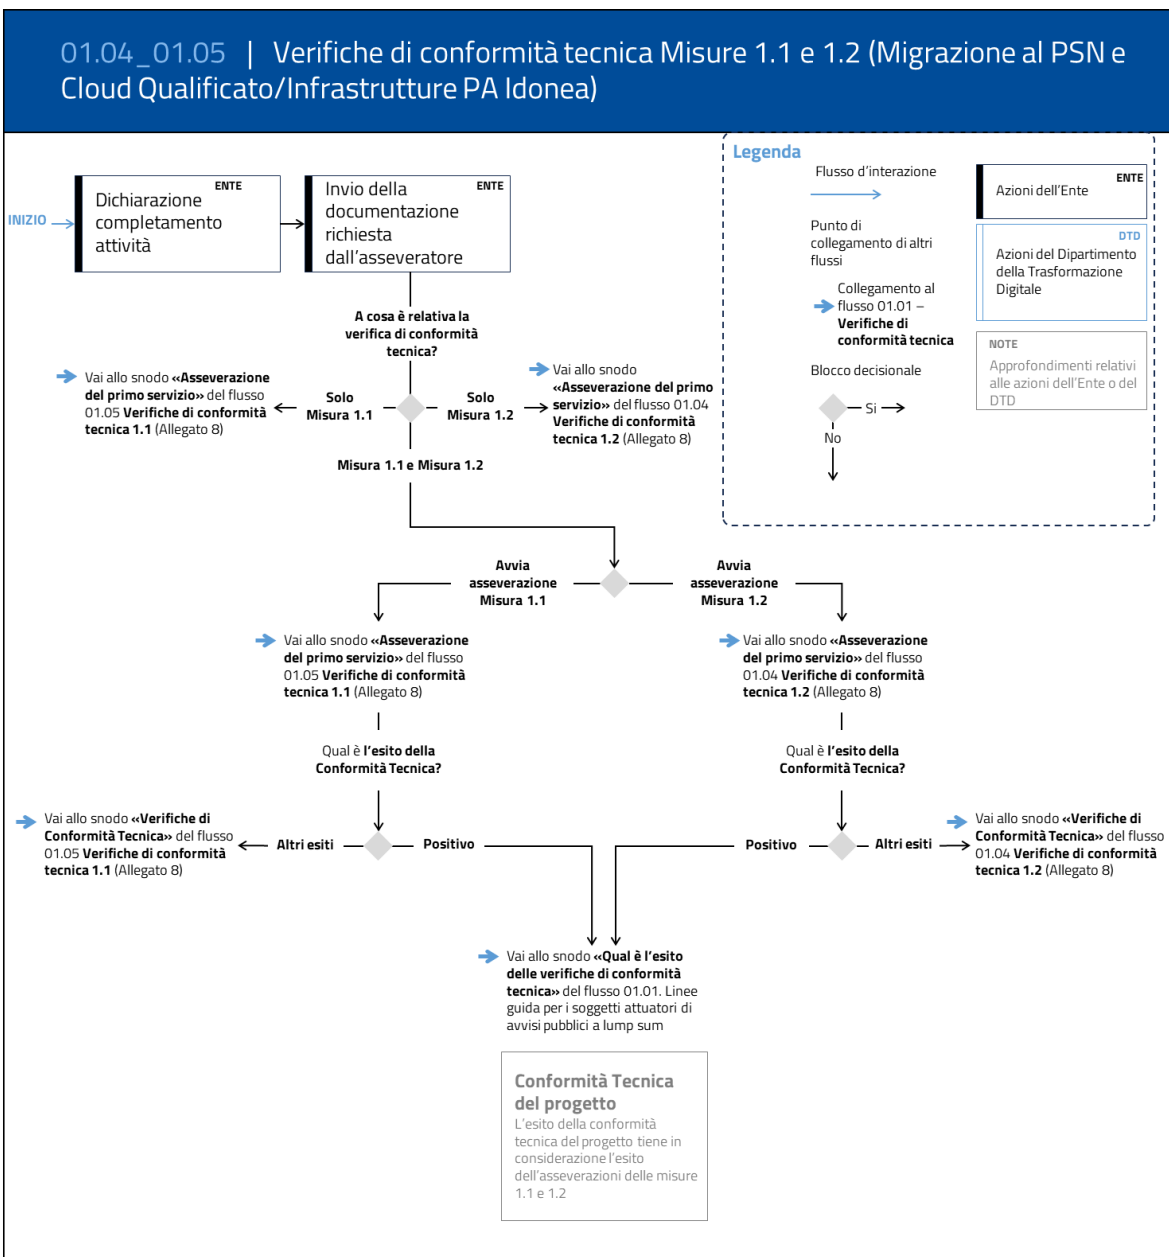 01.04_01.05 | Verifiche di conformità tecnica Misure 1.1 e 1.2 (Migrazione al PSN e
Cloud Qualificato/Infrastrutture PA Idonea)
INIZIO
ENTE
Dichiarazione
completamento
attività
ENTE
Invio della
documentazione
richiesta
dall’asseveratore
Legenda
Flusso d’interazione
Punto di
collegamento di altri
flussi
Collegamento al
flusso 01.01 –
Verifiche di
conformità tecnica
Blocco decisionale
Si
No
ENTE
Azioni dell’Ente
DTD
Azioni del Dipartimento
della Trasformazione
Digitale
NOTE
Approfondimenti relativi
alle azioni dell’Ente o del
DTD
A cosa è relativa la
verifica di conformità
tecnica?
Vai allo snodo «Asseverazione
del primo servizio» del flusso
01.05 Verifiche di conformità
tecnica 1.1 (Allegato 8)
Solo
Misura 1.1
Solo
Misura 1.2
Vai allo snodo
«Asseverazione del primo
servizio» del flusso 01.04
Verifiche di conformità
tecnica 1.2 (Allegato 8)
Misura 1.1 e Misura 1.2
Avvia
asseverazione
Misura 1.1
Avvia
asseverazione
Misura 1.2
Vai allo snodo «Asseverazione
del primo servizio» del flusso
01.05 Verifiche di conformità
tecnica 1.1 (Allegato 8)
Vai allo snodo «Asseverazione
del primo servizio» del flusso
01.04 Verifiche di conformità
tecnica 1.2 (Allegato 8)
Qual è l’esito della
Conformità Tecnica?
Qual è l’esito della
Conformità Tecnica?
Vai allo snodo «Verifiche di
Conformità Tecnica» del flusso
01.05 Verifiche di conformità
tecnica 1.1 (Allegato 8)
Altri esiti
Positivo
Positivo
Altri esiti
Vai allo snodo «Verifiche di
Conformità Tecnica» del flusso
01.04 Verifiche di conformità
tecnica 1.2 (Allegato 8)
Vai allo snodo «Qual è l’esito
delle verifiche di conformità
tecnica» del flusso 01.01. Linee
guida per i soggetti attuatori di
avvisi pubblici a lump sum
Conformità Tecnica
del progetto
L’esito della conformità
tecnica del progetto tiene in
considerazione l’esito
dell’asseverazioni delle misure
1.1 e 1.2